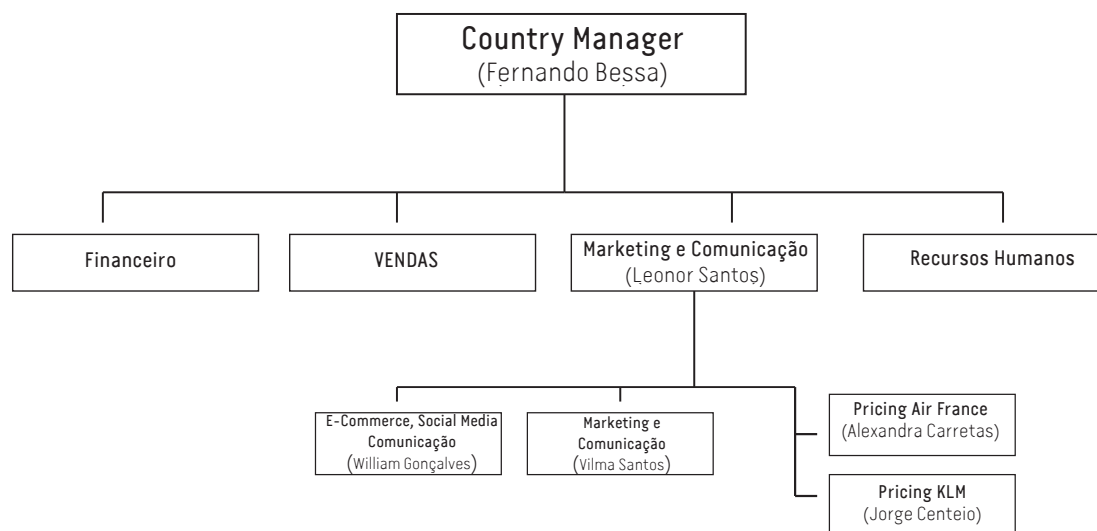 Country Manager
(Fernando Bessa)
Financeiro
VENDAS
Marketing e Comunicação
(Leonor Santos)
Recursos Humanos
E-Commerce, Social Media
Comunicação
(William Gonçalves)
Marketing e
Comunicação
(Vilma Santos)
Pricing Air France
(Alexandra Carretas)
Pricing KLM
(Jorge Centeio)